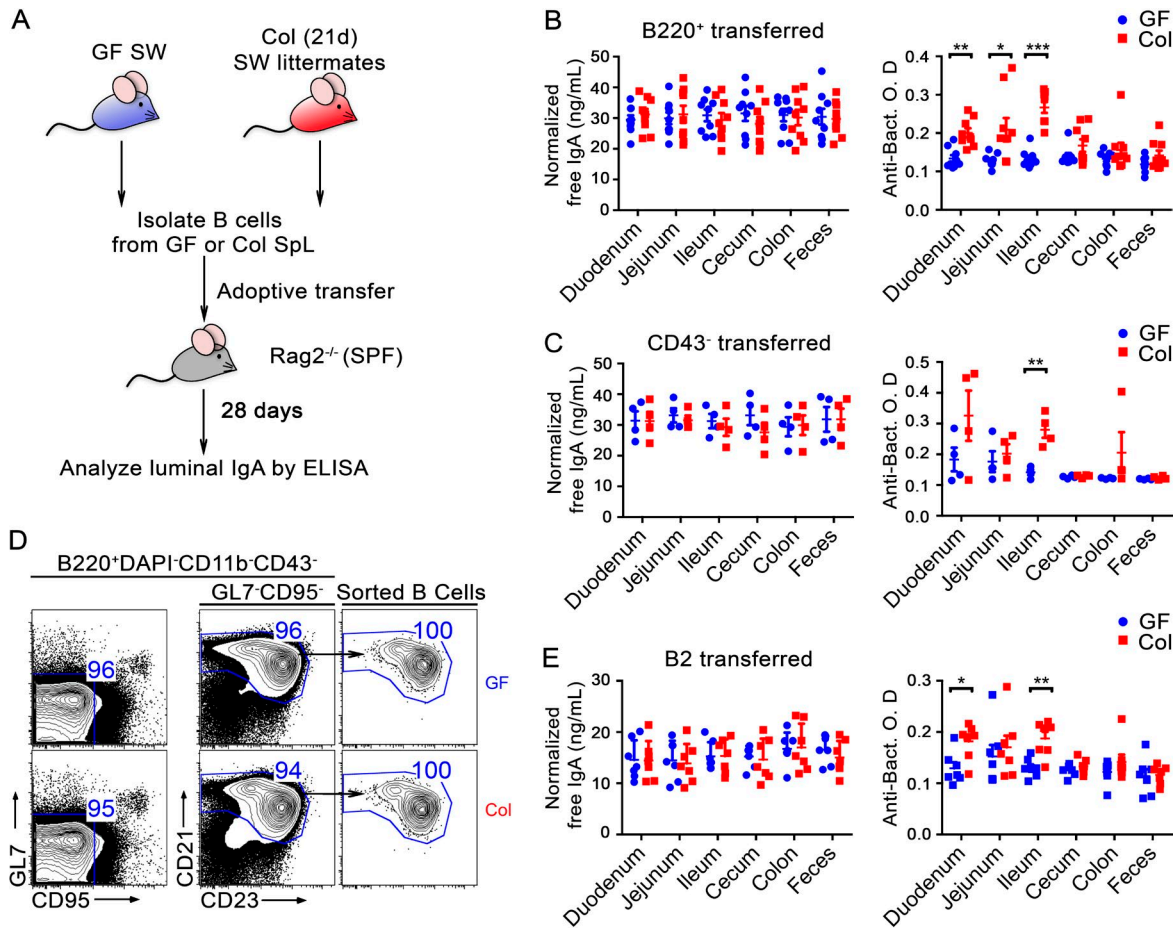 A
GF SW
Col (21d)
SW littermates
Isolate B cells
from GF or Col SpL
Adoptive transfer
Rag2⁻/⁻ (SPF)
28 days
Analyze luminal IgA by ELISA
B
B220⁺ transferred
Normalized
free IgA (ng/mL)
50
40
30
20
10
0
Duodenum
Jejunum
Ileum
Cecum
Colon
Feces
GF
Col
** * ***
Anti-Bact. O. D
0.4
0.3
0.2
0.1
0.0
Duodenum
Jejunum
Ileum
Cecum
Colon
Feces
C
CD43⁻ transferred
Normalized
free IgA (ng/mL)
50
40
30
20
10
0
Duodenum
Jejunum
Ileum
Cecum
Colon
Feces
GF
Col
**
Anti-Bact. O. D
0.5
0.4
0.3
0.2
0.1
0.0
Duodenum
Jejunum
Ileum
Cecum
Colon
Feces
D
B220⁺DAPI⁻CD11b⁻CD43⁻
GL7⁻CD95⁻
Sorted B Cells
96
96
100
GF
95
94
100
Col
GL7
CD95
CD21
CD23
E
B2 transferred
Normalized
free IgA (ng/mL)
30
20
10
0
Duodenum
Jejunum
Ileum
Cecum
Colon
Feces
GF
Col
* **
Anti-Bact. O. D
0.3
0.2
0.1
0.0
Duodenum
Jejunum
Ileum
Cecum
Colon
Feces